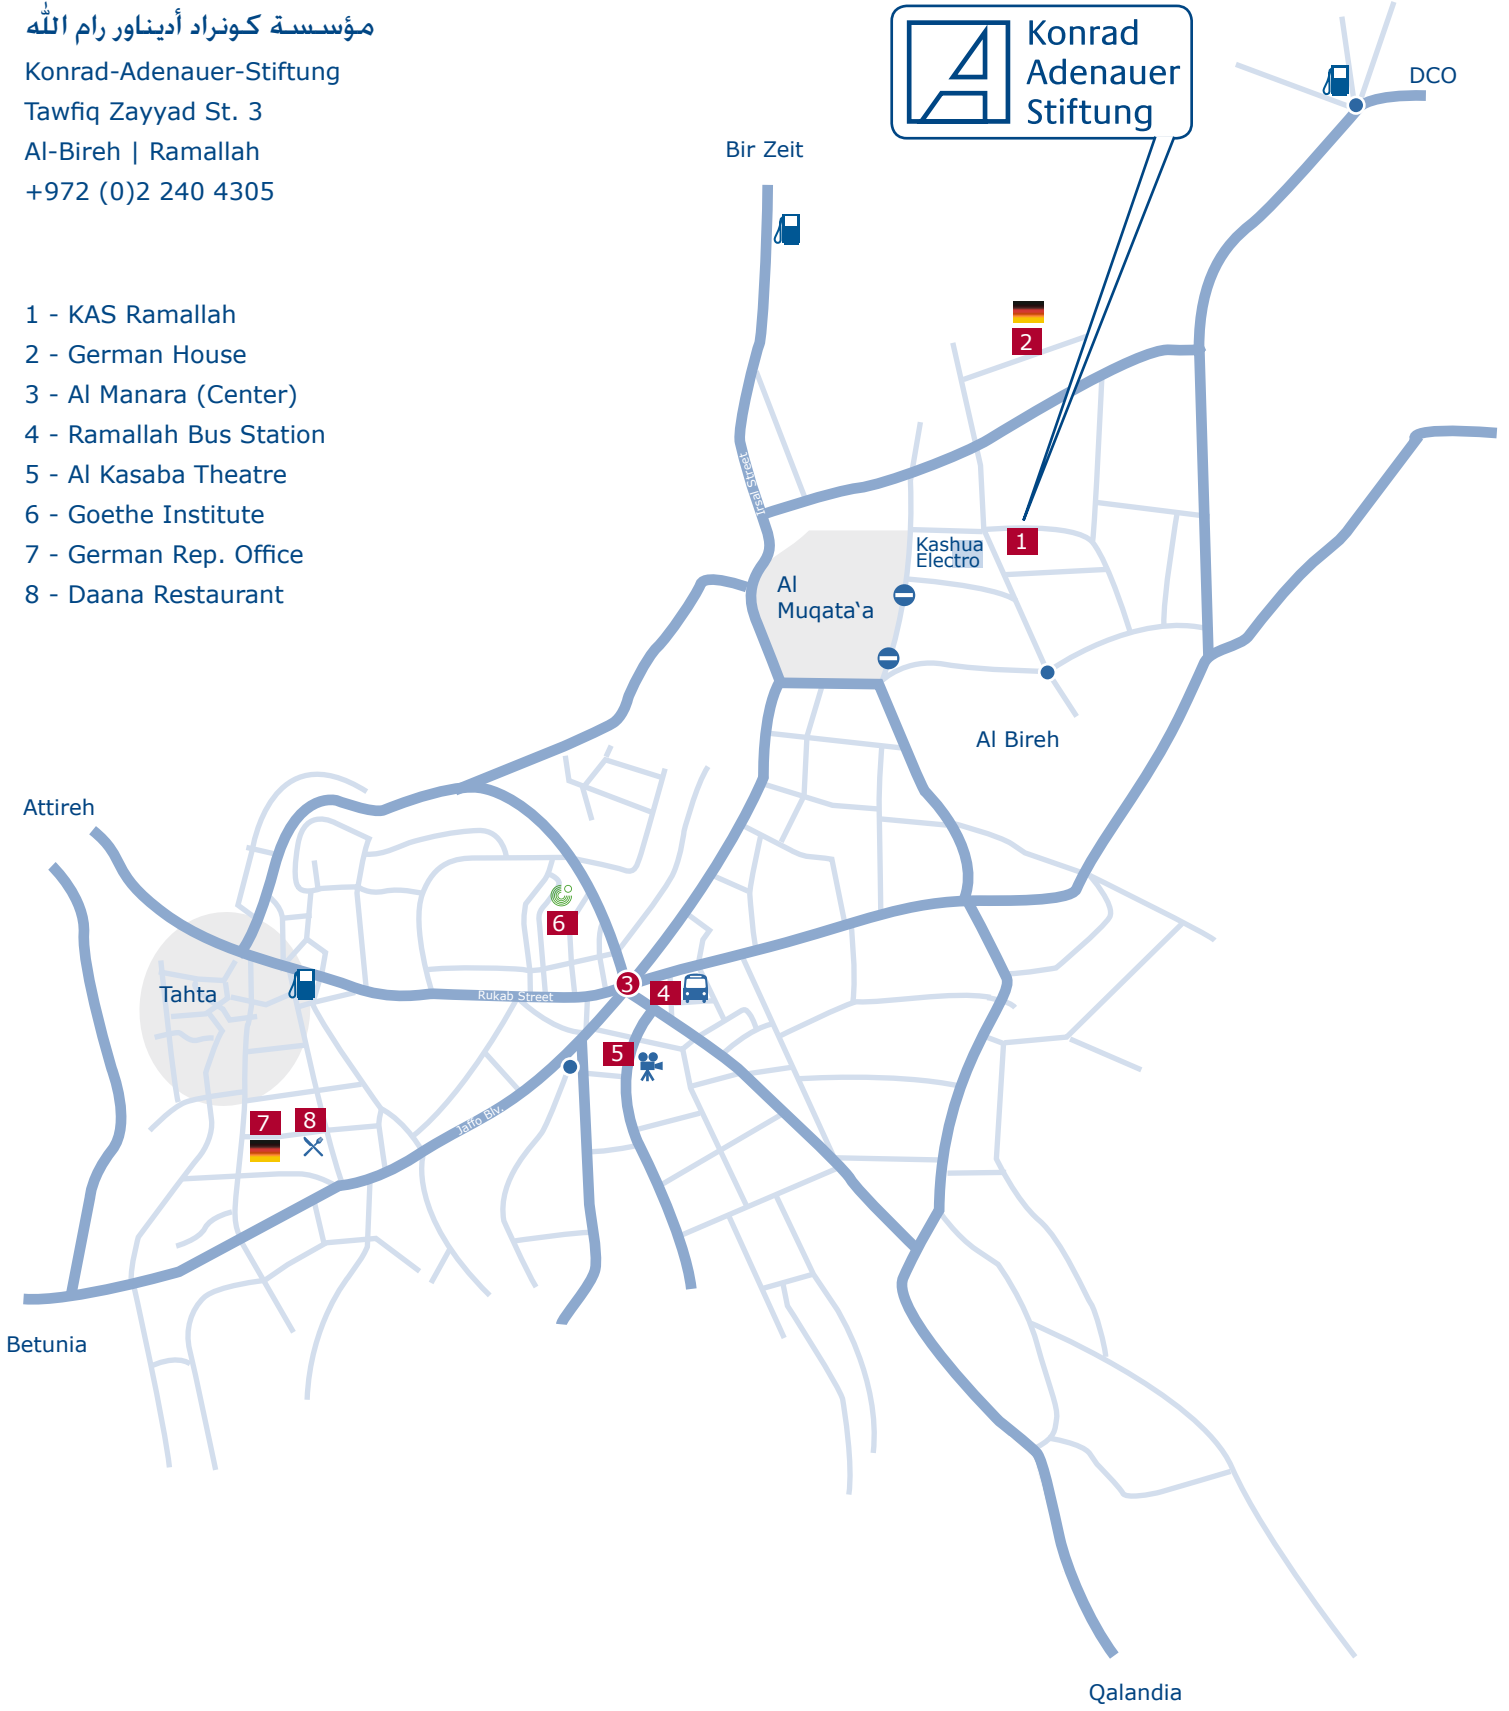 مؤسسة كونراد أديناور رام الله
Konrad-Adenauer-Stiftung
Tawfiq Zayyad St. 3
Al-Bireh | Ramallah
+972 (0)2 240 4305
1 - KAS Ramallah
2 - German House
3 - Al Manara (Center)
4 - Ramallah Bus Station
5 - Al Kasaba Theatre
6 - Goethe Institute
7 - German Rep. Office
8 - Daana Restaurant
Konrad
Adenauer
Stiftung
DCO
Bir Zeit
2
Irsal Street
1
Kashua
Electro
Al
Muqata‘a
Al Bireh
Attireh
6
Tahta
3
4
Rukab Street
5
7
8
Jaffo Blv.
Betunia
Qalandia